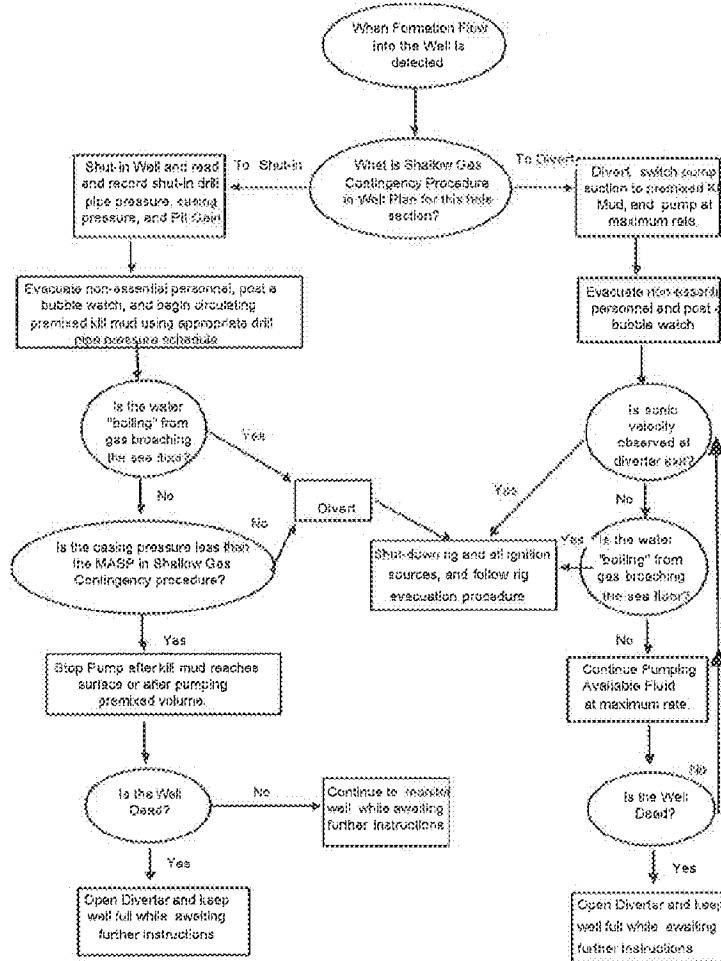 When Formation Flow
into the Well is
detected
What is Shallow Gas
Contingency Procedure
in Well Plan for this hole
section?
To Shut-in
To Divert
Shut-in Well and read
and record shut-in drill
pipe pressure, casing
pressure, and Pit Gain
Divert switch pump
suction to premixed
Mud, and pump at
maximum rate.
Evacuate non-essential personnel, post a
bubble watch, and begin circulating
premixed kill mud using appropriate drill
pipe pressure schedule
Evacuate non-essential
personnel and post
bubble watch
Is the water
"boiling" from
gas broaching
the sea floor?
Yes
No
Is sonic
velocity
observed at
diverter exit?
Yes
No
Divert
No
Is the casing pressure less than
the MASP in Shallow Gas
Contingency procedure?
Yes
Shut-down rig and all ignition
sources, and follow rig
evacuation procedure
Yes
Is the water
"boiling" from
gas broaching
the sea floor?
No
Stop Pump after kill mud reaches
surface or after pumping
premixed volume.
Continue Pumping
Available Fluid
at maximum rate.
Is the Well
Dead?
No
Yes
Continue to monitor
well while awaiting
further instructions
Is the Well
Dead?
No
Yes
Open Diverter and keep
well full while awaiting
further instructions
Open Diverter and keep
well full while awaiting
further instructions